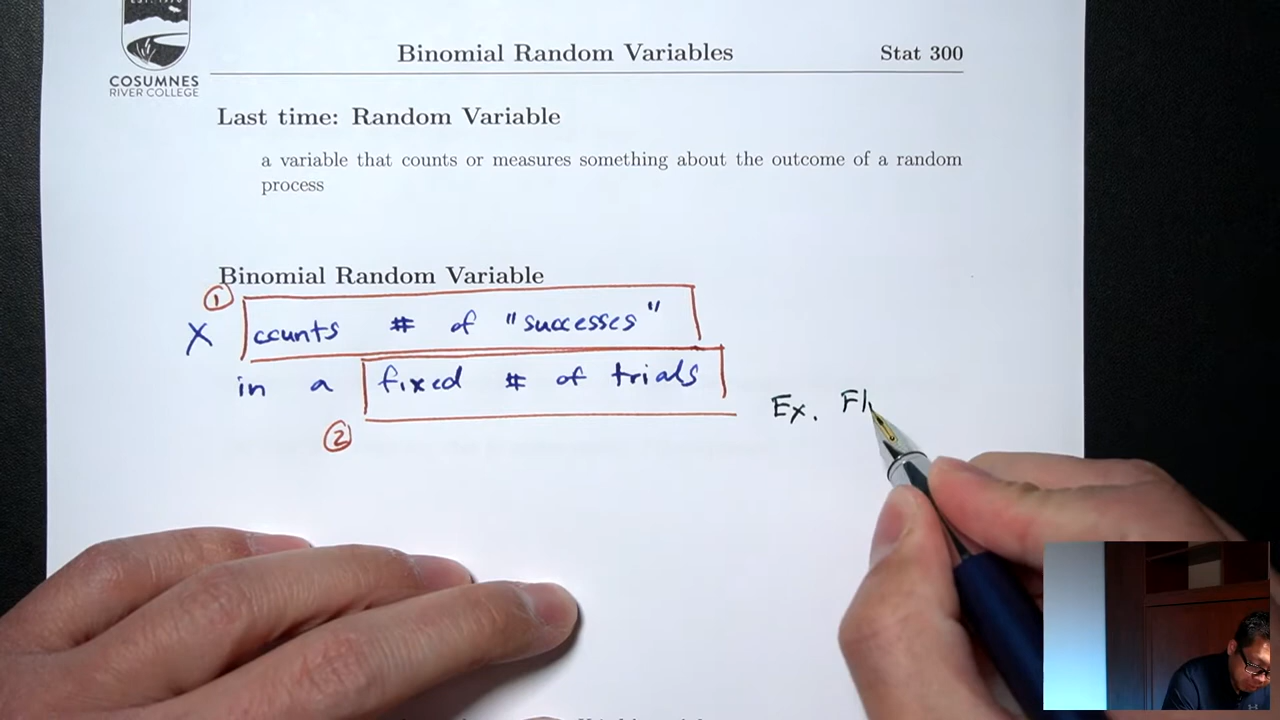 COSUMNES
RIVER COLLEGE
Binomial Random Variables Stat 300
Last time: Random Variable
a variable that counts or measures something about the outcome of a random
process
Binomial Random Variable
①
X counts # of "successes"
in a fixed # of trials
②
Ex. Fl